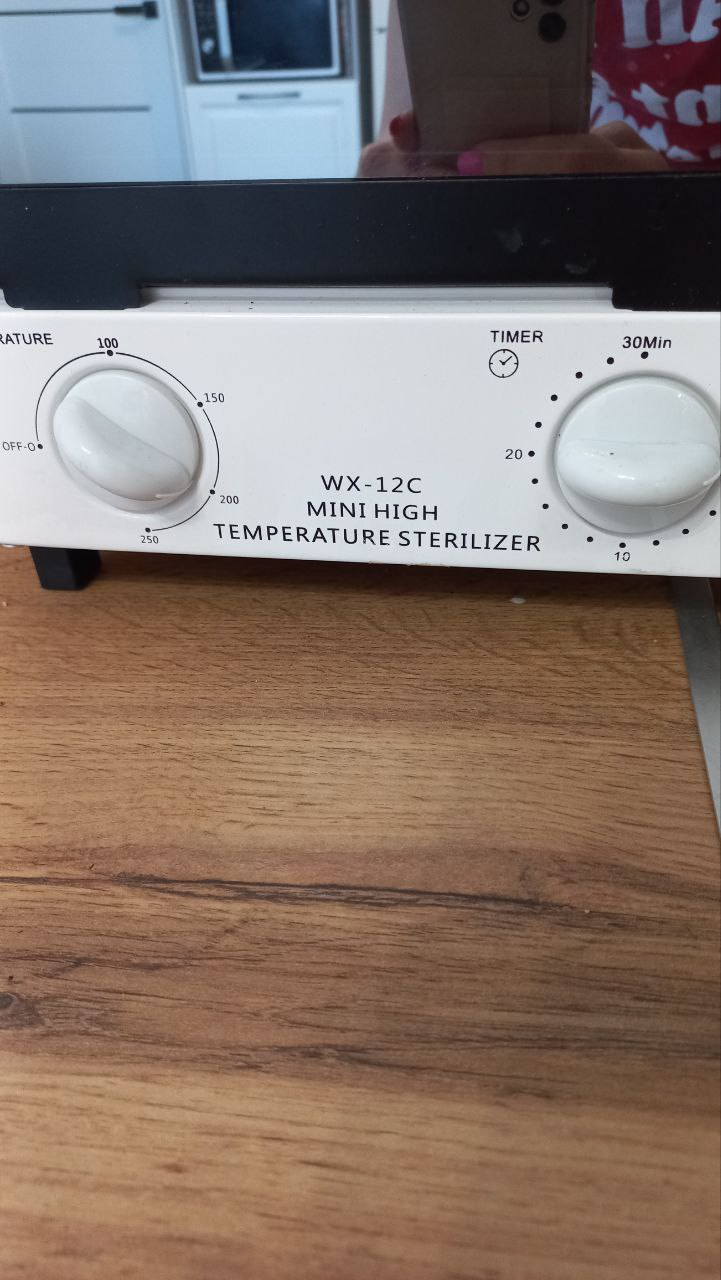 RATURE
100
150
OFF-O
200
250
WX-12C
MINI HIGH
TEMPERATURE STERILIZER
TIMER
30Min
20
10